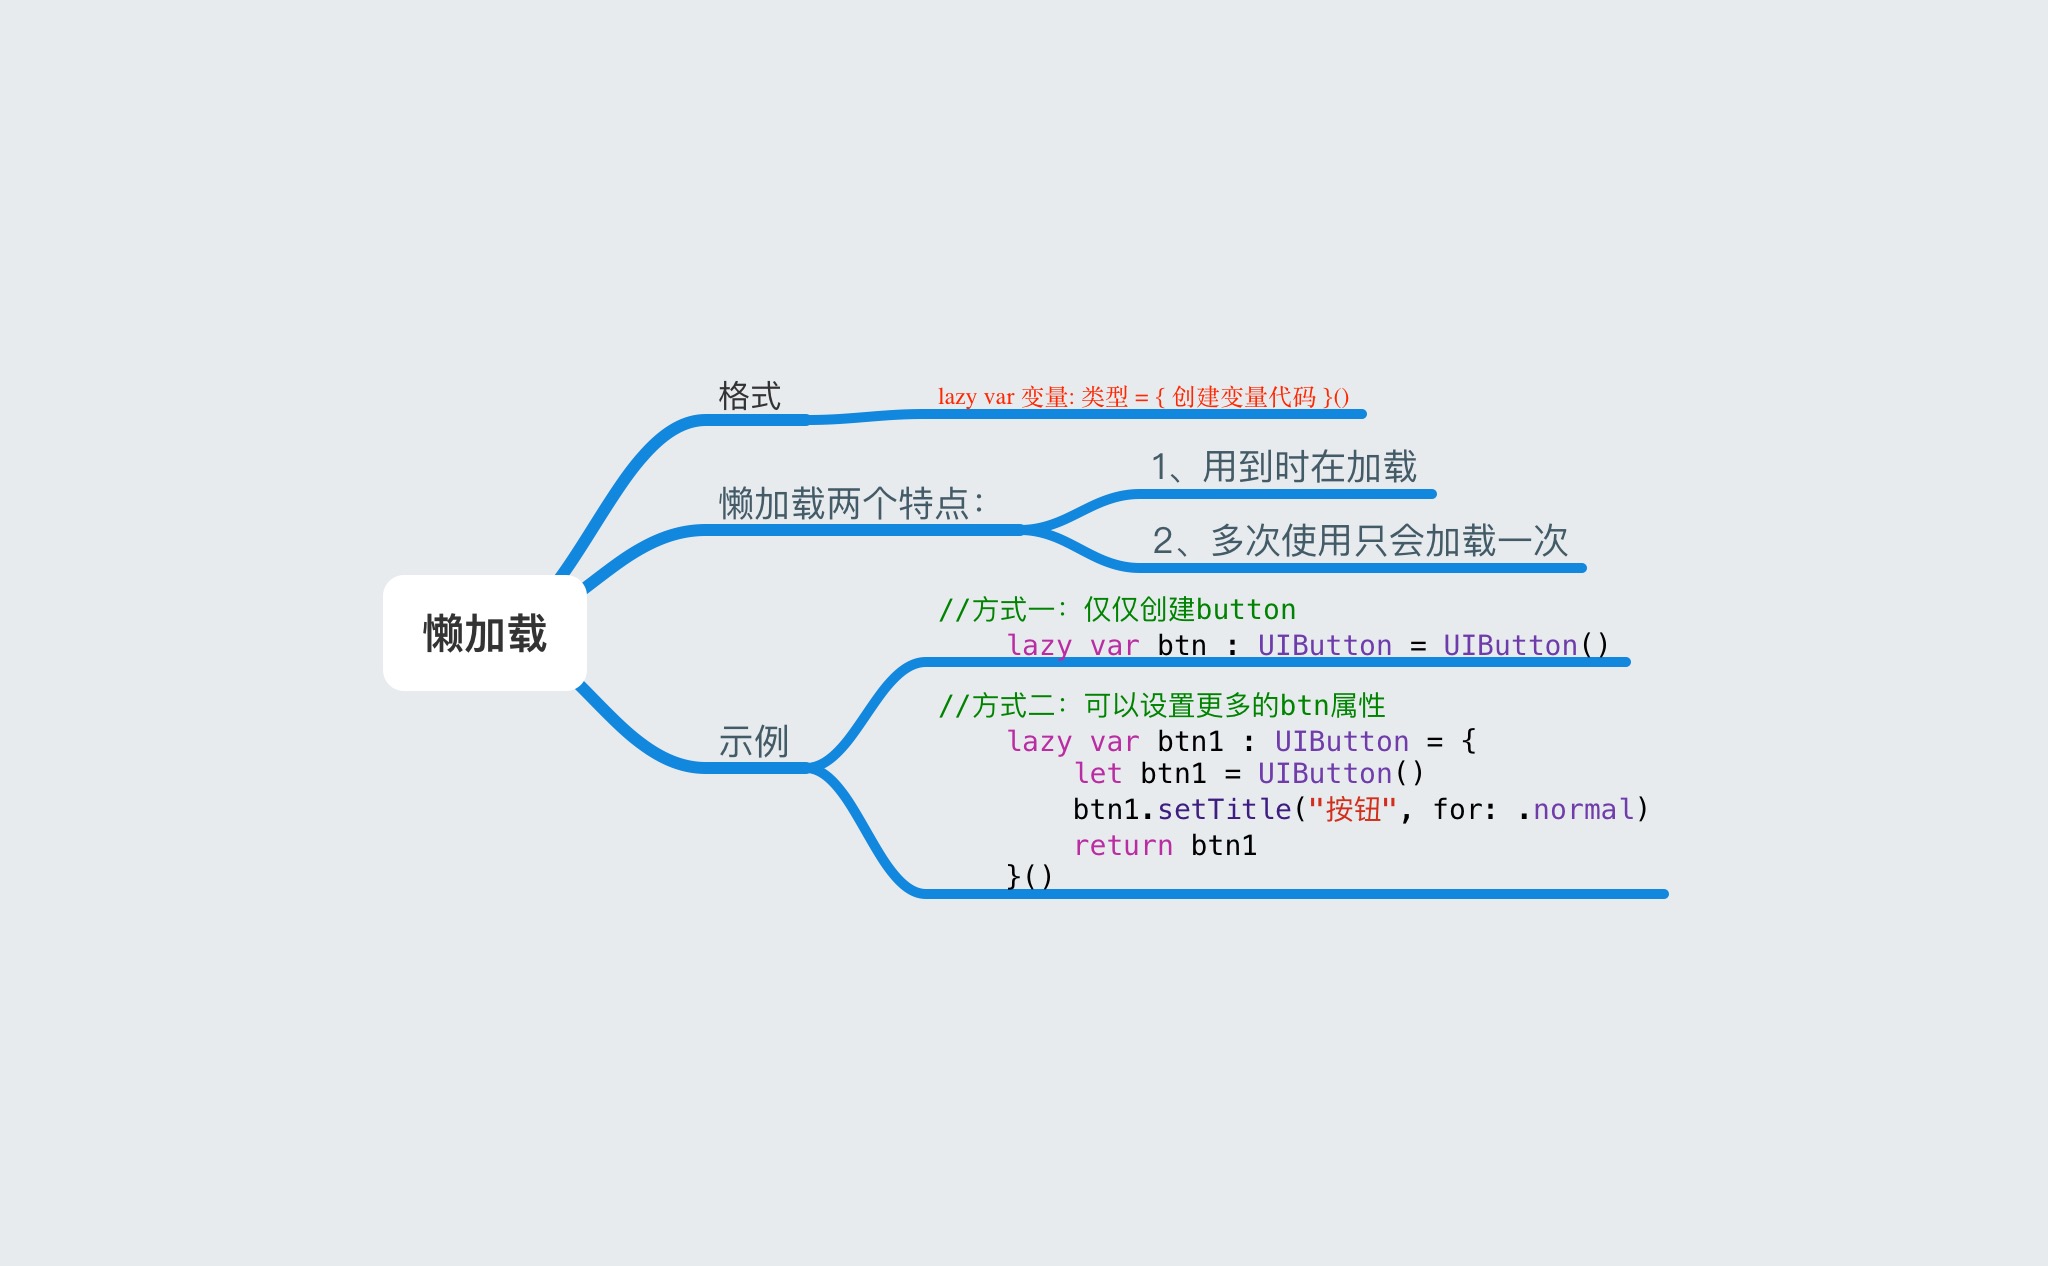 格式
lazy var 变量: 类型 = { 创建变量代码 }()
懒加载两个特点：
1、用到时在加载
2、多次使用只会加载一次
懒加载
示例
//方式一：仅仅创建button
lazy var btn : UIButton = UIButton()
//方式二：可以设置更多的btn属性
lazy var btn1 : UIButton = {
let btn1 = UIButton()
btn1.setTitle("按钮", for: .normal)
return btn1
}()